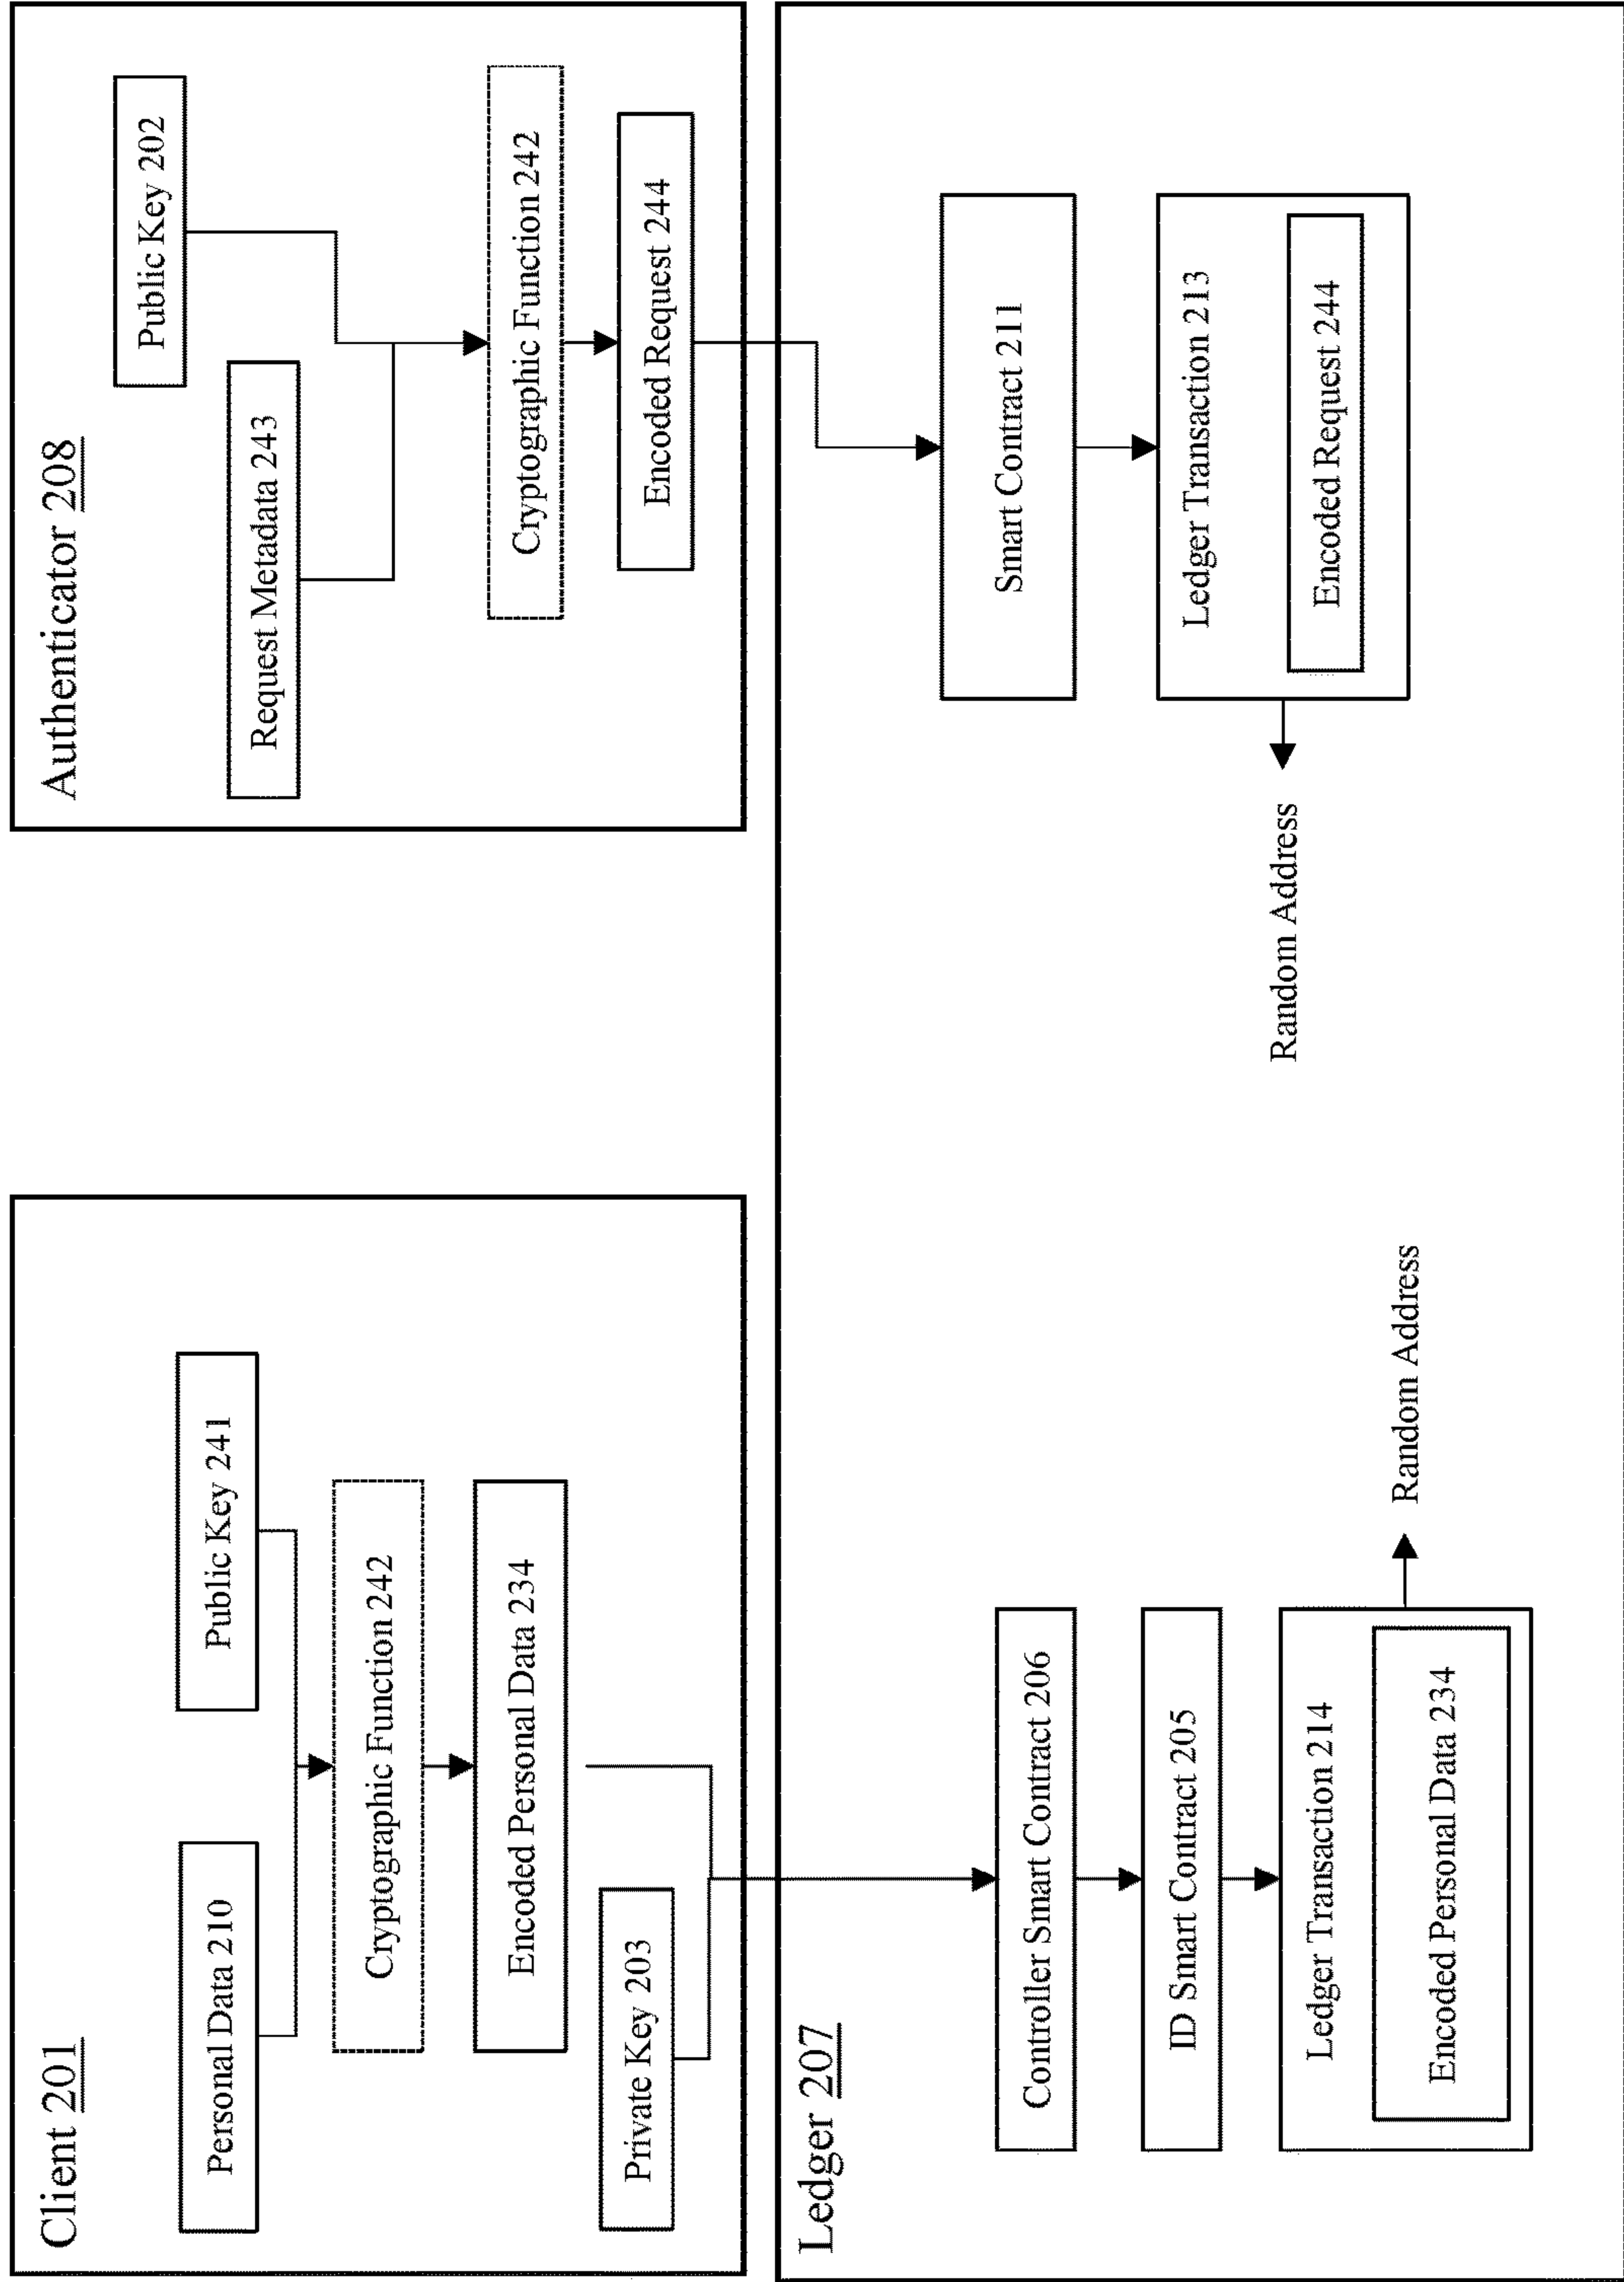 Client 201
Personal Data 210
Public Key 241
Cryptographic Function 242
Encoded Personal Data 234
Private Key 203
Authenticator 208
Public Key 202
Request Metadata 243
Cryptographic Function 242
Encoded Request 244
Ledger 207
Controller Smart Contract 206
ID Smart Contract 205
Ledger Transaction 214
Encoded Personal Data 234
Random Address
Smart Contract 211
Ledger Transaction 213
Encoded Request 244
Random Address